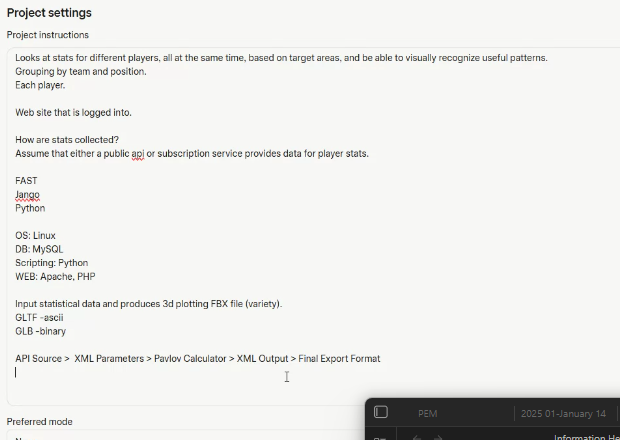 Project settings
Project instructions
Looks at stats for different players, all at the same time, based on target areas, and be able to visually recognize useful patterns.
Grouping by team and position.
Each player.
Web site that is logged into.
How are stats collected?
Assume that either a public api or subscription service provides data for player stats.
FAST
Jango
Python
OS: Linux
DB: MySQL
Scripting: Python
WEB: Apache, PHP
Input statistical data and produces 3d plotting FBX file (variety).
GLTF -ascii
GLB -binary
API Source > XML Parameters > Pavlov Calculator > XML Output > Final Export Format
PEM
2025 01-January 14
Preferred mode
Information